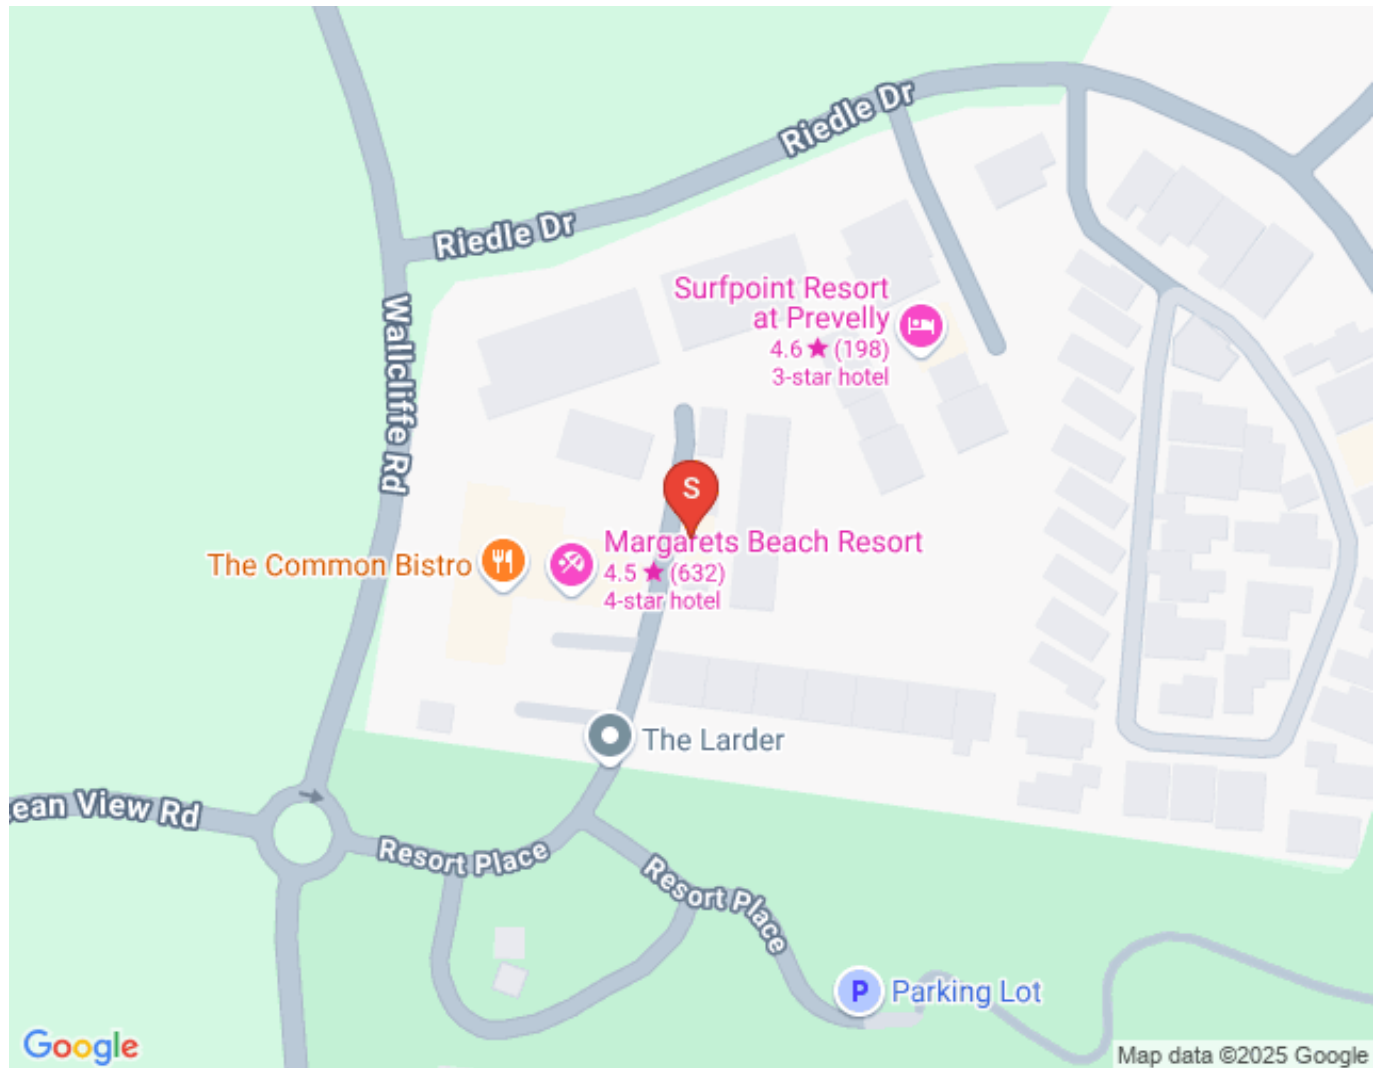 Riedle Dr
Riedle Dr
Wallcliffe Rd
Surfpoint Resort
at Prevelly
4.6 ★ (198)
3-star hotel
S
Margarets Beach Resort
4.5 ★ (632)
4-star hotel
The Common Bistro
The Larder
ean View Rd
Resort Place
Resort Place
P Parking Lot
Google
Map data ©2025 Google